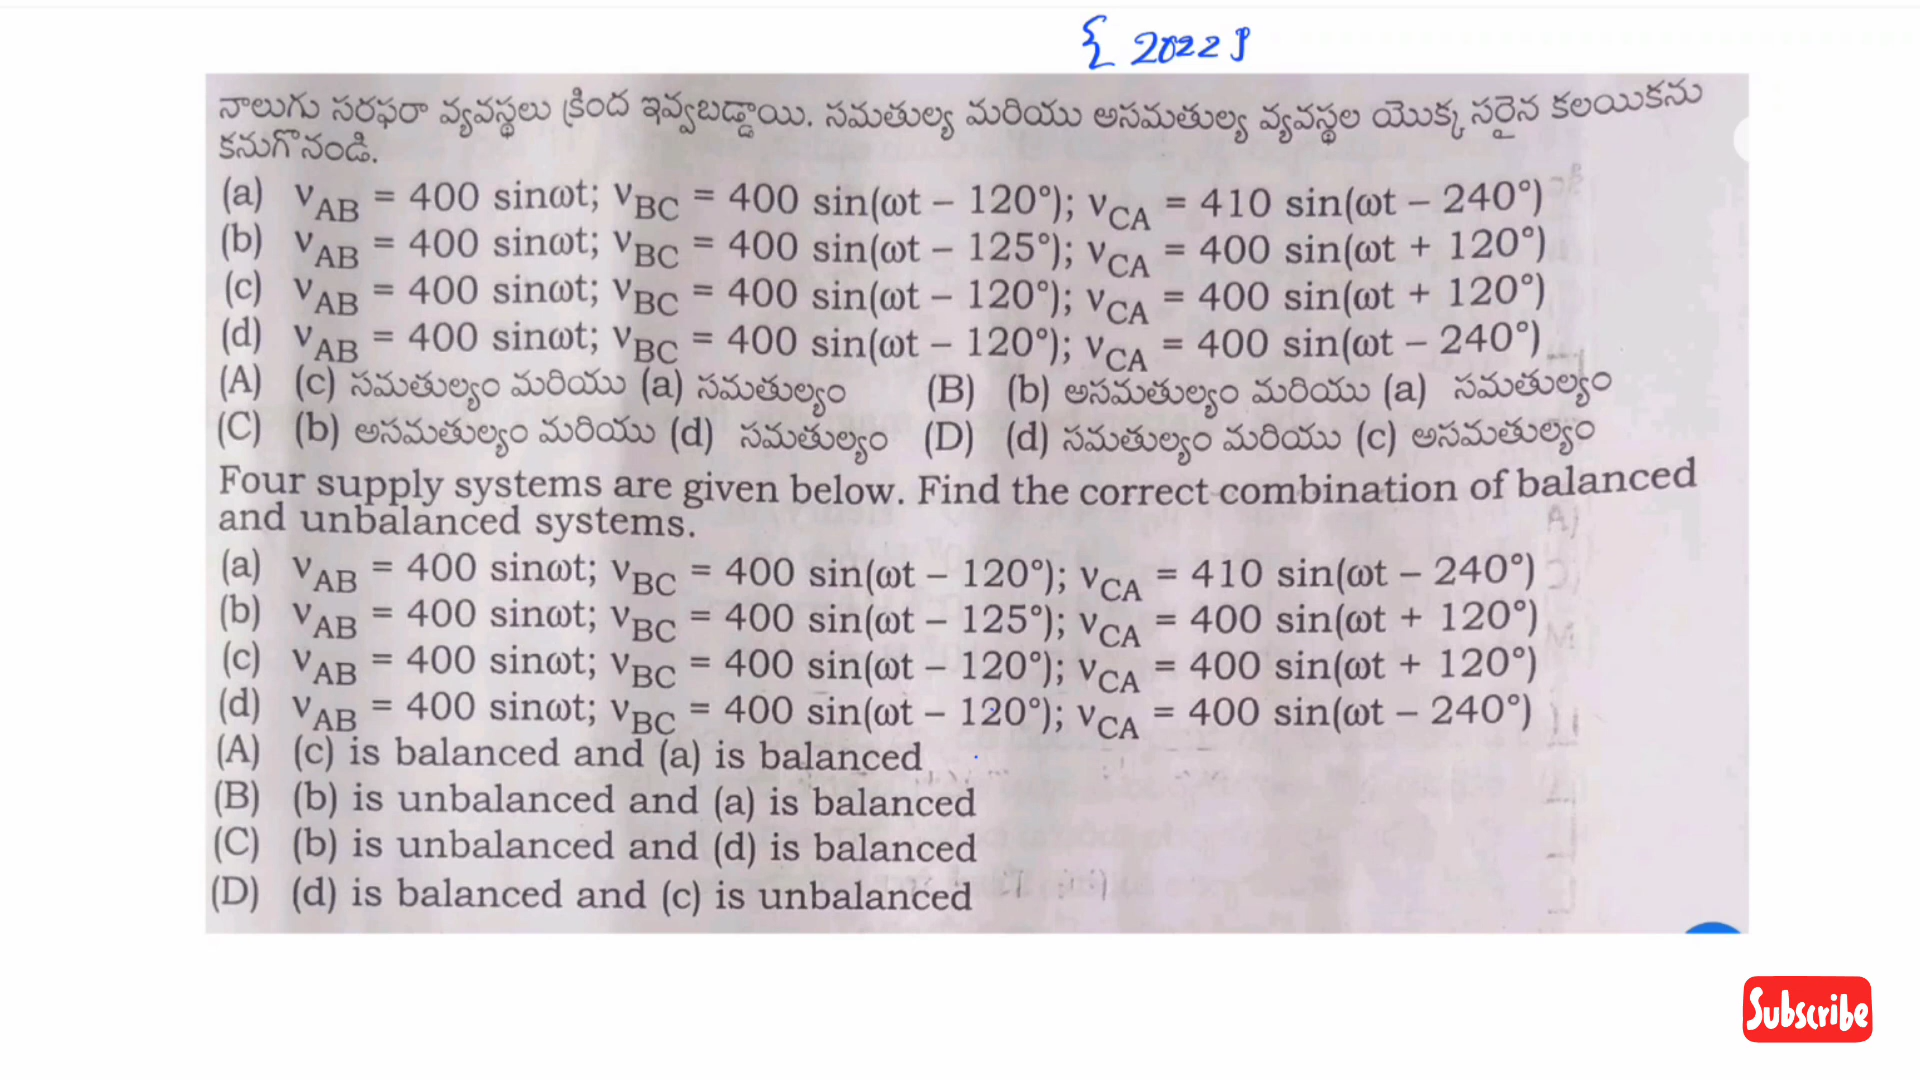 { 2022 }
నాలుగు సరఫరా వ్యవస్థలు క్రింద ఇవ్వబడ్డాయి. సమతుల్య మరియు అసమతుల్య వ్యవస్థల యొక్క సరైన కలయికను
కనుగొనండి.
(a) vAB = 400 sinωt; vBC = 400 sin(ωt – 120°); vCA = 410 sin(ωt – 240°)
(b) vAB = 400 sinωt; vBC = 400 sin(ωt – 125°); vCA = 400 sin(ωt + 120°)
(c) vAB = 400 sinωt; vBC = 400 sin(ωt – 120°); vCA = 400 sin(ωt + 120°)
(d) vAB = 400 sinωt; vBC = 400 sin(ωt – 120°); vCA = 400 sin(ωt – 240°)
(A) (c) సమతుల్యం మరియు (a) సమతుల్యం (B) (b) అసమతుల్యం మరియు (a) సమతుల్యం
(C) (b) అసమతుల్యం మరియు (d) సమతుల్యం (D) (d) సమతుల్యం మరియు (c) అసమతుల్యం
Four supply systems are given below. Find the correct combination of balanced
and unbalanced systems.
(a) vAB = 400 sinωt; vBC = 400 sin(ωt – 120°); vCA = 410 sin(ωt – 240°)
(b) vAB = 400 sinωt; vBC = 400 sin(ωt – 125°); vCA = 400 sin(ωt + 120°)
(c) vAB = 400 sinωt; vBC = 400 sin(ωt – 120°); vCA = 400 sin(ωt + 120°)
(d) vAB = 400 sinωt; vBC = 400 sin(ωt – 120°); vCA = 400 sin(ωt – 240°)
(A) (c) is balanced and (a) is balanced
(B) (b) is unbalanced and (a) is balanced
(C) (b) is unbalanced and (d) is balanced
(D) (d) is balanced and (c) is unbalanced
Subscribe